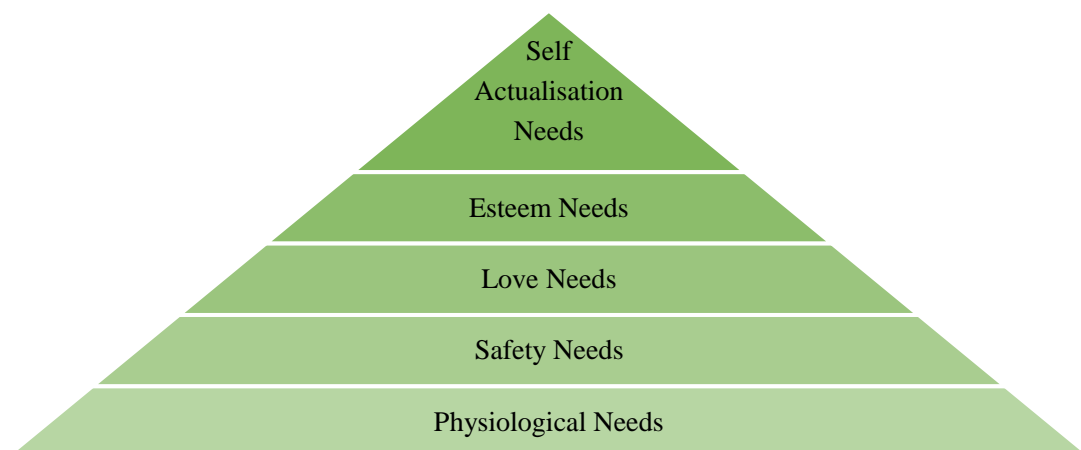 Self
Actualisation
Needs
Esteem Needs
Love Needs
Safety Needs
Physiological Needs